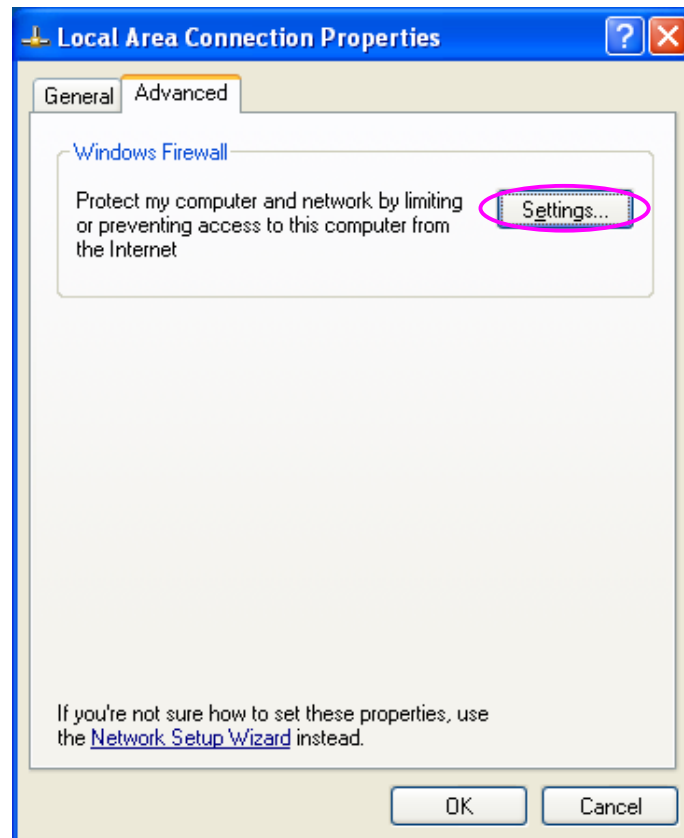 Local Area Connection Properties
General
Advanced
Windows Firewall
Protect my computer and network by limiting
or preventing access to this computer from
the Internet
Settings...
If you're not sure how to set these properties, use
the Network Setup Wizard instead.
OK
Cancel